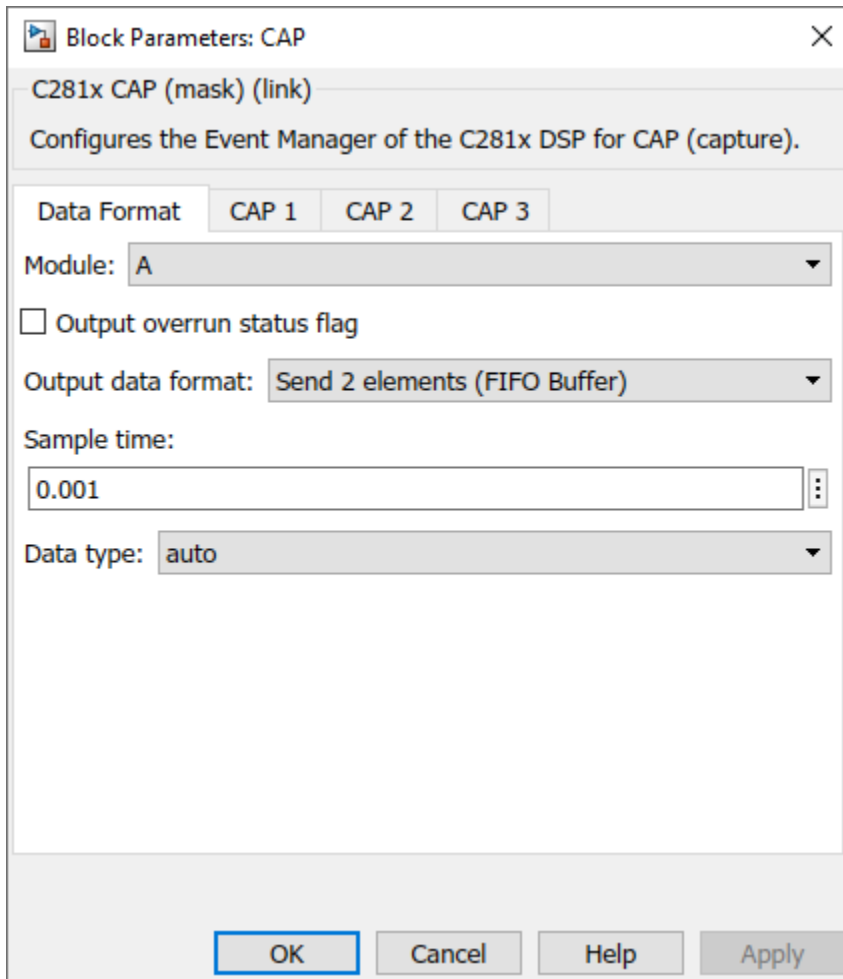 Block Parameters: CAP
C281x CAP (mask) (link)
Configures the Event Manager of the C281x DSP for CAP (capture).
Data Format CAP 1 CAP 2 CAP 3
Module: A
Output overrun status flag
Output data format: Send 2 elements (FIFO Buffer)
Sample time:
0.001
Data type: auto
OK Cancel Help Apply